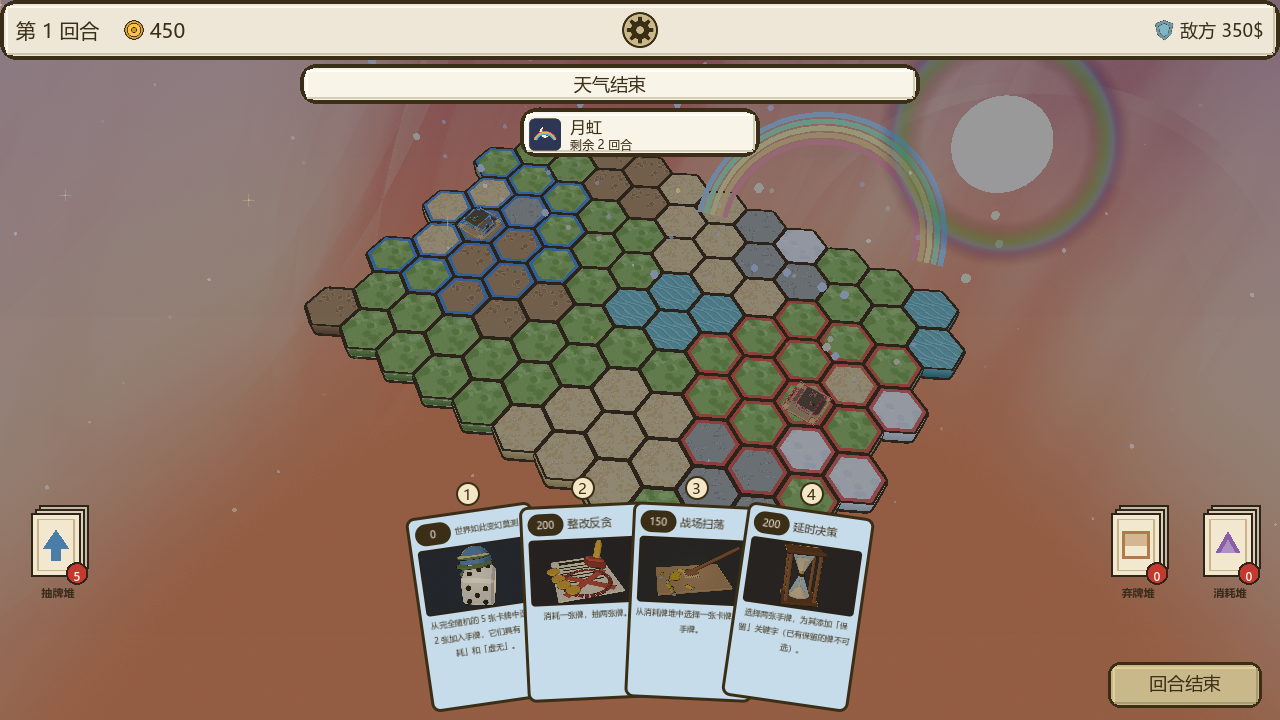 第 1 回合
450
敌方 350$
天气结束
月虹
剩余 2 回合
1
2
3
4
0
世界如此变幻莫测
从完全随机的 5 张卡牌中
2 张加入手牌，它们具有
耗」和「虚无」。
200
整改反贪
消耗一张牌，抽两张牌。
150
战场扫荡
从消耗牌堆中选择一张卡牌
手牌。
200
延时决策
选择两张手牌，为其添加「保
留」关键字（已有保留的牌不可
选）。
5
抽牌堆
0
弃牌堆
0
消耗堆
回合结束